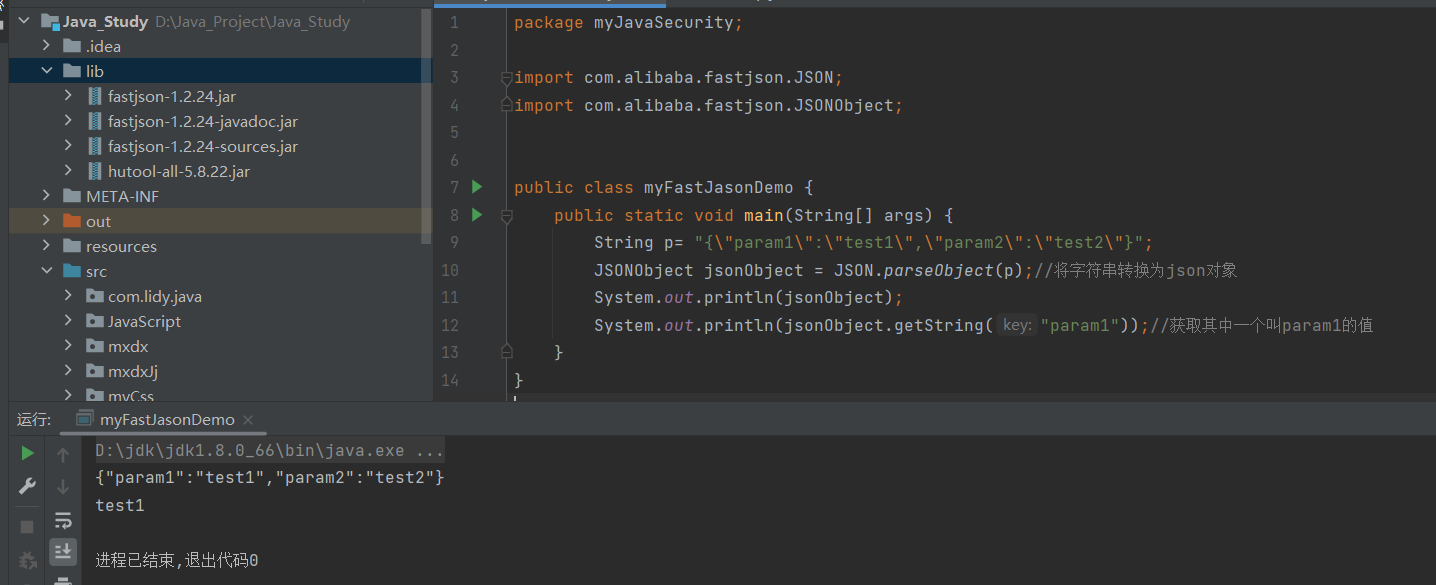 Java_Study D:\Java_Project\Java_Study
.idea
lib
fastjson-1.2.24.jar
fastjson-1.2.24-javadoc.jar
fastjson-1.2.24-sources.jar
hutool-all-5.8.22.jar
META-INF
out
resources
src
com.lidy.java
JavaScript
mxdx
mxdxJj
myCss
1 package myJavaSecurity;
2
3 import com.alibaba.fastjson.JSON;
4 import com.alibaba.fastjson.JSONObject;
5
6
7 public class myFastJasonDemo {
8 public static void main(String[] args) {
9 String p= "{\"param1\":\"test1\",\"param2\":\"test2\"}";
10 JSONObject jsonObject = JSON.parseObject(p);//将字符串转换为json对象
11 System.out.println(jsonObject);
12 System.out.println(jsonObject.getString( key: "param1"));//获取其中一个叫param1的值
13 }
14 }
运行: myFastJasonDemo
D:\jdk\jdk1.8.0_66\bin\java.exe ...
{"param1":"test1","param2":"test2"}
test1
进程已结束,退出代码0